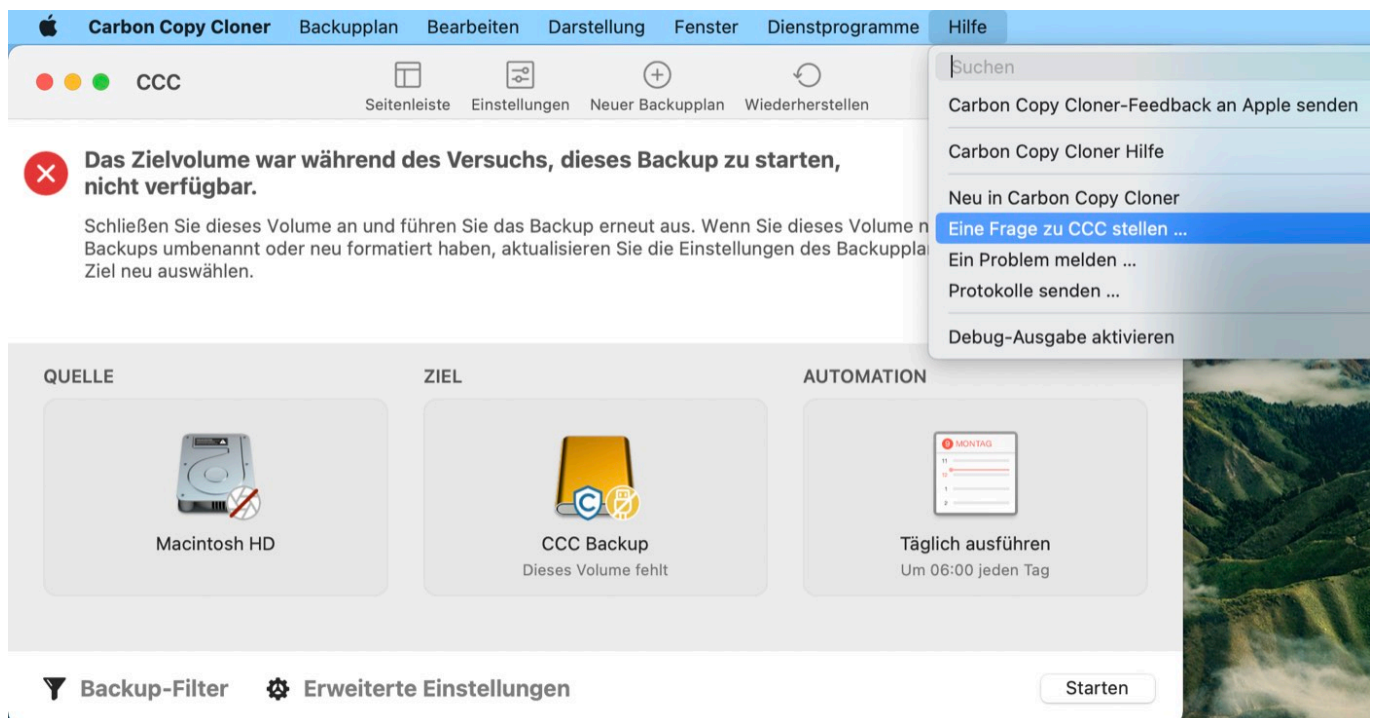 Carbon Copy Cloner Backupplan Bearbeiten Darstellung Fenster Dienstprogramme Hilfe
CCC
Seitenleiste Einstellungen Neuer Backupplan Wiederherstellen
Suchen
Carbon Copy Cloner-Feedback an Apple senden
Carbon Copy Cloner Hilfe
Neu in Carbon Copy Cloner
Eine Frage zu CCC stellen ...
Ein Problem melden ...
Protokolle senden ...
Debug-Ausgabe aktivieren
Das Zielvolume war während des Versuchs, dieses Backup zu starten,
nicht verfügbar.
Schließen Sie dieses Volume an und führen Sie das Backup erneut aus. Wenn Sie dieses Volume n
Backups umbenannt oder neu formatiert haben, aktualisieren Sie die Einstellungen des Backuppla
Ziel neu auswählen.
QUELLE ZIEL AUTOMATION
MONTAG
11
1
2
Macintosh HD CCC Backup Täglich ausführen
Dieses Volume fehlt Um 06:00 jeden Tag
Backup-Filter Erweiterte Einstellungen Starten